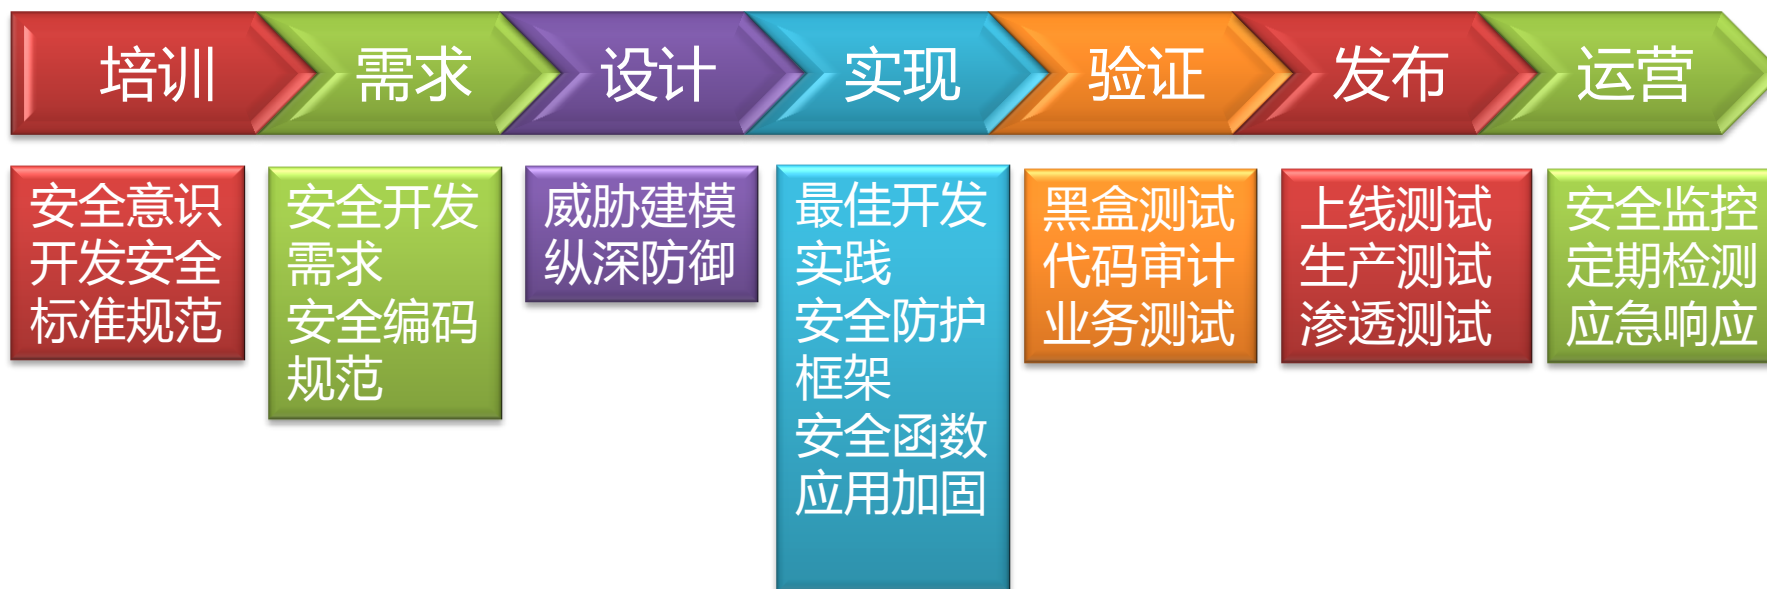 培训
需求
设计
实现
验证
发布
运营
安全意识
开发安全
标准规范
安全开发
需求
安全编码
规范
威胁建模
纵深防御
最佳开发
实践
安全防护
框架
安全函数
应用加固
黑盒测试
代码审计
业务测试
上线测试
生产测试
渗透测试
安全监控
定期检测
应急响应